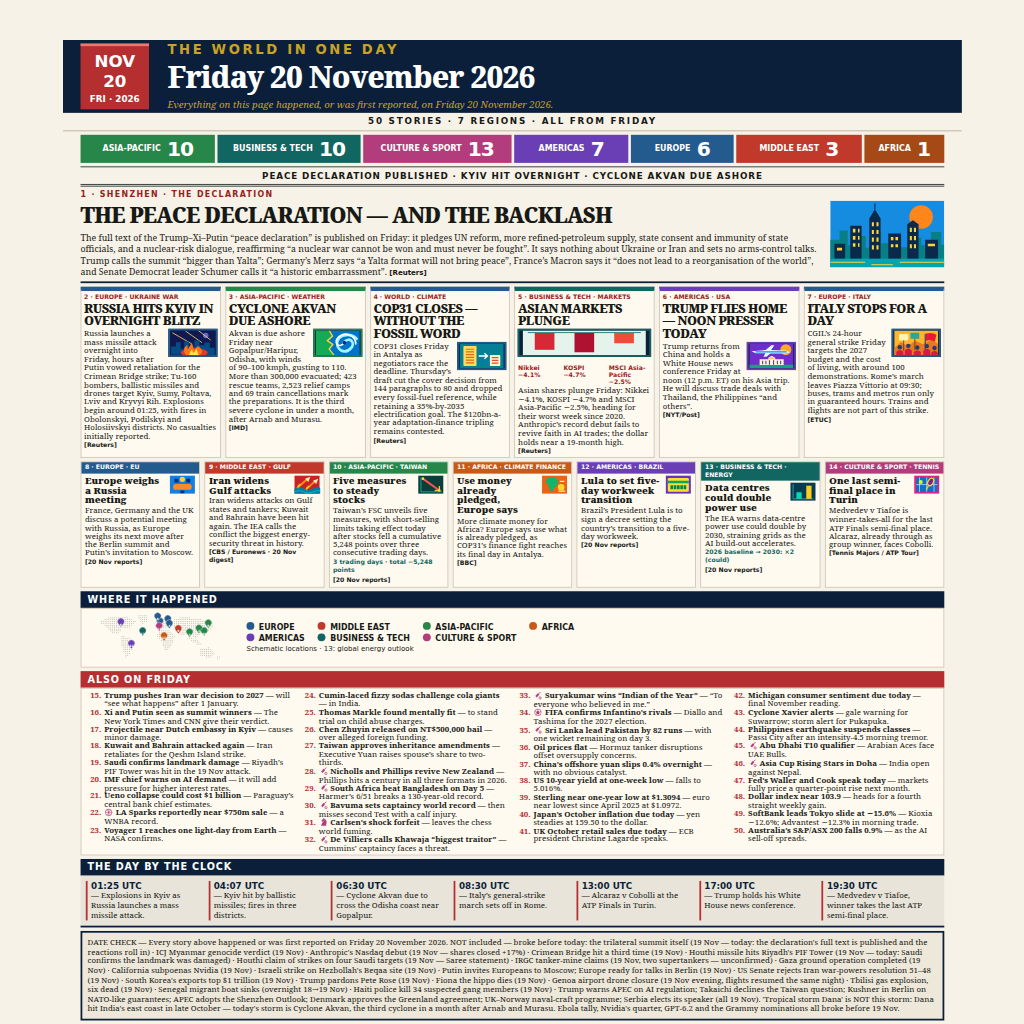 NOV
20
FRI · 2026
THE WORLD IN ONE DAY
Friday 20 November 2026
Everything on this page happened, or was first reported, on Friday 20 November 2026.
50 STORIES · 7 REGIONS · ALL FROM FRIDAY
ASIA-PACIFIC 10
BUSINESS & TECH 10
CULTURE & SPORT 13
AMERICAS 7
EUROPE 6
MIDDLE EAST 3
AFRICA 1
PEACE DECLARATION PUBLISHED · KYIV HIT OVERNIGHT · CYCLONE AKVAN DUE ASHORE
1 · SHENZHEN · THE DECLARATION
THE PEACE DECLARATION — AND THE BACKLASH
The full text of the Trump–Xi–Putin “peace declaration” is published on Friday: it pledges UN reform, more refined-petroleum supply, state consent and immunity of state
officials, and a nuclear-risk dialogue, reaffirming “a nuclear war cannot be won and must never be fought”. It says nothing about Ukraine or Iran and sets no arms-control talks.
Trump calls the summit “bigger than Yalta”; Germany’s Merz says “a Yalta format will not bring peace”, France’s Macron says it “does not lead to a reorganisation of the world”,
and Senate Democrat leader Schumer calls it “a historic embarrassment”. [Reuters]
2 · EUROPE · UKRAINE WAR
RUSSIA HITS KYIV IN
OVERNIGHT BLITZ
Russia launches a
mass missile attack
overnight into
Friday, hours after
Putin vowed retaliation for the
Crimean Bridge strike; Tu-160
bombers, ballistic missiles and
drones target Kyiv, Sumy, Poltava,
Lviv and Kryvyi Rih. Explosions
begin around 01:25, with fires in
Obolonskyi, Podilskyi and
Holosivskyi districts. No casualties
initially reported.
[Reuters]
3 · ASIA-PACIFIC · WEATHER
CYCLONE AKVAN
DUE ASHORE
Akvan is due ashore
Friday near
Gopalpur/Haripur,
Odisha, with winds
of 90–100 kmph, gusting to 110.
More than 300,000 evacuated; 423
rescue teams, 2,523 relief camps
and 69 train cancellations mark
the preparations. It is the third
severe cyclone in under a month,
after Arnab and Murasu.
[IMD]
4 · WORLD · CLIMATE
COP31 CLOSES —
WITHOUT THE
FOSSIL WORD
COP31 closes Friday
in Antalya as
negotiators race the
deadline. Thursday’s
draft cut the cover decision from
144 paragraphs to 80 and dropped
every fossil-fuel reference, while
retaining a 35%-by-2035
electrification goal. The $120bn-a-
year adaptation-finance tripling
remains contested.
[Reuters]
5 · BUSINESS & TECH · MARKETS
ASIAN MARKETS
PLUNGE
Nikkei
−4.1%
KOSPI
−4.7%
MSCI Asia-
Pacific
−2.5%
Asian shares plunge Friday: Nikkei
−4.1%, KOSPI −4.7% and MSCI
Asia-Pacific −2.5%, heading for
their worst week since 2020.
Anthropic’s record debut fails to
revive faith in AI trades; the dollar
holds near a 19-month high.
[Reuters]
6 · AMERICAS · USA
TRUMP FLIES HOME
— NOON PRESSER
TODAY
Trump returns from
China and holds a
White House news
conference Friday at
noon (12 p.m. ET) on his Asia trip.
He will discuss trade deals with
Thailand, the Philippines “and
others”.
[NYT/Post]
7 · EUROPE · ITALY
ITALY STOPS FOR A
DAY
CGIL’s 24-hour
general strike Friday
targets the 2027
budget and the cost
of living, with around 100
demonstrations. Rome’s march
leaves Piazza Vittorio at 09:30;
buses, trams and metros run only
in guaranteed hours. Trains and
flights are not part of this strike.
[ETUC]
8 · EUROPE · EU
Europe weighs
a Russia
meeting
France, Germany and the UK
discuss a potential meeting
with Russia, as Europe
weighs its next move after
the Berlin summit and
Putin’s invitation to Moscow.
[20 Nov reports]
9 · MIDDLE EAST · GULF
Iran widens
Gulf attacks
Iran widens attacks on Gulf
states and tankers; Kuwait
and Bahrain have been hit
again. The IEA calls the
conflict the biggest energy-
security threat in history.
[CBS / Euronews · 20 Nov
digest]
10 · ASIA-PACIFIC · TAIWAN
Five measures
to steady
stocks
Taiwan’s FSC unveils five
measures, with short-selling
limits taking effect today
after stocks fell a cumulative
5,248 points over three
consecutive trading days.
3 trading days · total −5,248
points
[20 Nov reports]
11 · AFRICA · CLIMATE FINANCE
Use money
already
pledged,
Europe says
More climate money for
Africa? Europe says use what
is already pledged, as
COP31’s finance fight reaches
its final day in Antalya.
[BBC]
12 · AMERICAS · BRAZIL
Lula to set five-
day workweek
transition
Brazil’s President Lula is to
sign a decree setting the
country’s transition to a five-
day workweek.
[20 Nov reports]
13 · BUSINESS & TECH ·
ENERGY
Data centres
could double
power use
The IEA warns data-centre
power use could double by
2030, straining grids as the
AI build-out accelerates.
2026 baseline → 2030: ×2
(could)
[20 Nov reports]
14 · CULTURE & SPORT · TENNIS
One last semi-
final place in
Turin
Medvedev v Tiafoe is
winner-takes-all for the last
ATP Finals semi-final place.
Alcaraz, already through as
group winner, faces Cobolli.
[Tennis Majors / ATP Tour]
WHERE IT HAPPENED
EUROPE
MIDDLE EAST
ASIA-PACIFIC
AFRICA
AMERICAS
BUSINESS & TECH
CULTURE & SPORT
Schematic locations · 13: global energy outlook
ALSO ON FRIDAY
15. Trump pushes Iran war decision to 2027 — will
“see what happens” after 1 January.
16. Xi and Putin seen as summit winners — The
New York Times and CNN give their verdict.
17. Projectile near Dutch embassy in Kyiv — causes
minor damage.
18. Kuwait and Bahrain attacked again — Iran
retaliates for the Qeshm Island strike.
19. Saudi confirms landmark damage — Riyadh’s
PIF Tower was hit in the 19 Nov attack.
20. IMF chief warns on AI demand — it will add
pressure for higher interest rates.
21. Ueno collapse could cost $1 billion — Paraguay’s
central bank chief estimates.
22. LA Sparks reportedly near $750m sale — a
WNBA record.
23. Voyager 1 reaches one light-day from Earth —
NASA confirms.
24. Cumin-laced fizzy sodas challenge cola giants
— in India.
25. Thomas Markle found mentally fit — to stand
trial on child abuse charges.
26. Chen Zhuyin released on NT$500,000 bail —
over alleged foreign funding.
27. Taiwan approves inheritance amendments —
Executive Yuan raises spouse’s share to two-
thirds.
28. Nicholls and Phillips revive New Zealand —
Phillips hits a century in all three formats in 2026.
29. South Africa beat Bangladesh on Day 5 —
Harmer’s 6/51 breaks a 130-year-old record.
30. Bavuma sets captaincy world record — then
misses second Test with a calf injury.
31. Carlsen’s shock forfeit — leaves the chess
world fuming.
32. De Villiers calls Khawaja “biggest traitor” —
Cummins’ captaincy faces a threat.
33. Suryakumar wins “Indian of the Year” — “To
everyone who believed in me.”
34. FIFA confirms Infantino’s rivals — Diallo and
Tashima for the 2027 election.
35. Sri Lanka lead Pakistan by 82 runs — with
one wicket remaining on day 3.
36. Oil prices flat — Hormuz tanker disruptions
offset oversupply concerns.
37. China’s offshore yuan slips 0.4% overnight —
with no obvious catalyst.
38. US 10-year yield at one-week low — falls to
5.016%.
39. Sterling near one-year low at $1.3094 — euro
near lowest since April 2025 at $1.0972.
40. Japan’s October inflation due today — yen
steadies at 159.50 to the dollar.
41. UK October retail sales due today — ECB
president Christine Lagarde speaks.
42. Michigan consumer sentiment due today —
final November reading.
43. Cyclone Xavier alerts — gale warning for
Suwarrow; storm alert for Pukapuka.
44. Philippines earthquake suspends classes —
Passi City after an intensity-4.5 morning tremor.
45. Abu Dhabi T10 qualifier — Arabian Aces face
UAE Bulls.
46. Asia Cup Rising Stars in Doha — India open
against Nepal.
47. Fed’s Waller and Cook speak today — markets
fully price a quarter-point rise next month.
48. Dollar index near 103.9 — heads for a fourth
straight weekly gain.
49. SoftBank leads Tokyo slide at −15.6% — Kioxia
−12.6%; Advantest −12.3% in morning trade.
50. Australia’s S&P/ASX 200 falls 0.9% — as the AI
sell-off spreads.
THE DAY BY THE CLOCK
01:25 UTC
— Explosions in Kyiv as
Russia launches a mass
missile attack.
04:07 UTC
— Kyiv hit by ballistic
missiles; fires in three
districts.
06:30 UTC
— Cyclone Akvan due to
cross the Odisha coast near
Gopalpur.
08:30 UTC
— Italy’s general-strike
march sets off in Rome.
13:00 UTC
— Alcaraz v Cobolli at the
ATP Finals in Turin.
17:00 UTC
— Trump holds his White
House news conference.
19:30 UTC
— Medvedev v Tiafoe,
winner takes the last ATP
semi-final place.
DATE CHECK — Every story above happened or was first reported on Friday 20 November 2026. NOT included — broke before today: the trilateral summit itself (19 Nov — today: the declaration’s full text is published and the
reactions roll in) · ICJ Myanmar genocide verdict (19 Nov) · Anthropic’s Nasdaq debut (19 Nov — shares closed +17%) · Crimean Bridge hit a third time (19 Nov) · Houthi missile hits Riyadh’s PIF Tower (19 Nov — today: Saudi
confirms the landmark was damaged) · Houthi claim of strikes on four Saudi targets (19 Nov — Saree statement) · IRGC tanker-mine claims (19 Nov, two supertankers — unconfirmed) · Gaza ground operation completed (19
Nov) · California subpoenas Nvidia (19 Nov) · Israeli strike on Hezbollah’s Beqaa site (19 Nov) · Putin invites Europeans to Moscow; Europe ready for talks in Berlin (19 Nov) · US Senate rejects Iran war-powers resolution 51–48
(19 Nov) · South Korea’s exports top $1 trillion (19 Nov) · Trump pardons Pete Rose (19 Nov) · Fiona the hippo dies (19 Nov) · Genoa airport drone closure (19 Nov evening, flights resumed the same night) · Tbilisi gas explosion,
six dead (19 Nov) · Senegal migrant boat sinks (overnight 18→19 Nov) · Haiti police kill 34 suspected gang members (19 Nov) · Trump warns APEC on AI regulation; Takaichi declines the Taiwan question; Kushner in Berlin on
NATO-like guarantees; APEC adopts the Shenzhen Outlook; Denmark approves the Greenland agreement; UK–Norway naval-craft programme; Serbia elects its speaker (all 19 Nov). ‘Tropical storm Dana’ is NOT this storm: Dana
hit India’s east coast in late October — today’s storm is Cyclone Akvan, the third cyclone in a month after Arnab and Murasu. Ebola tally, Nvidia’s quarter, GPT-6.2 and the Grammy nominations all broke before 19 Nov.